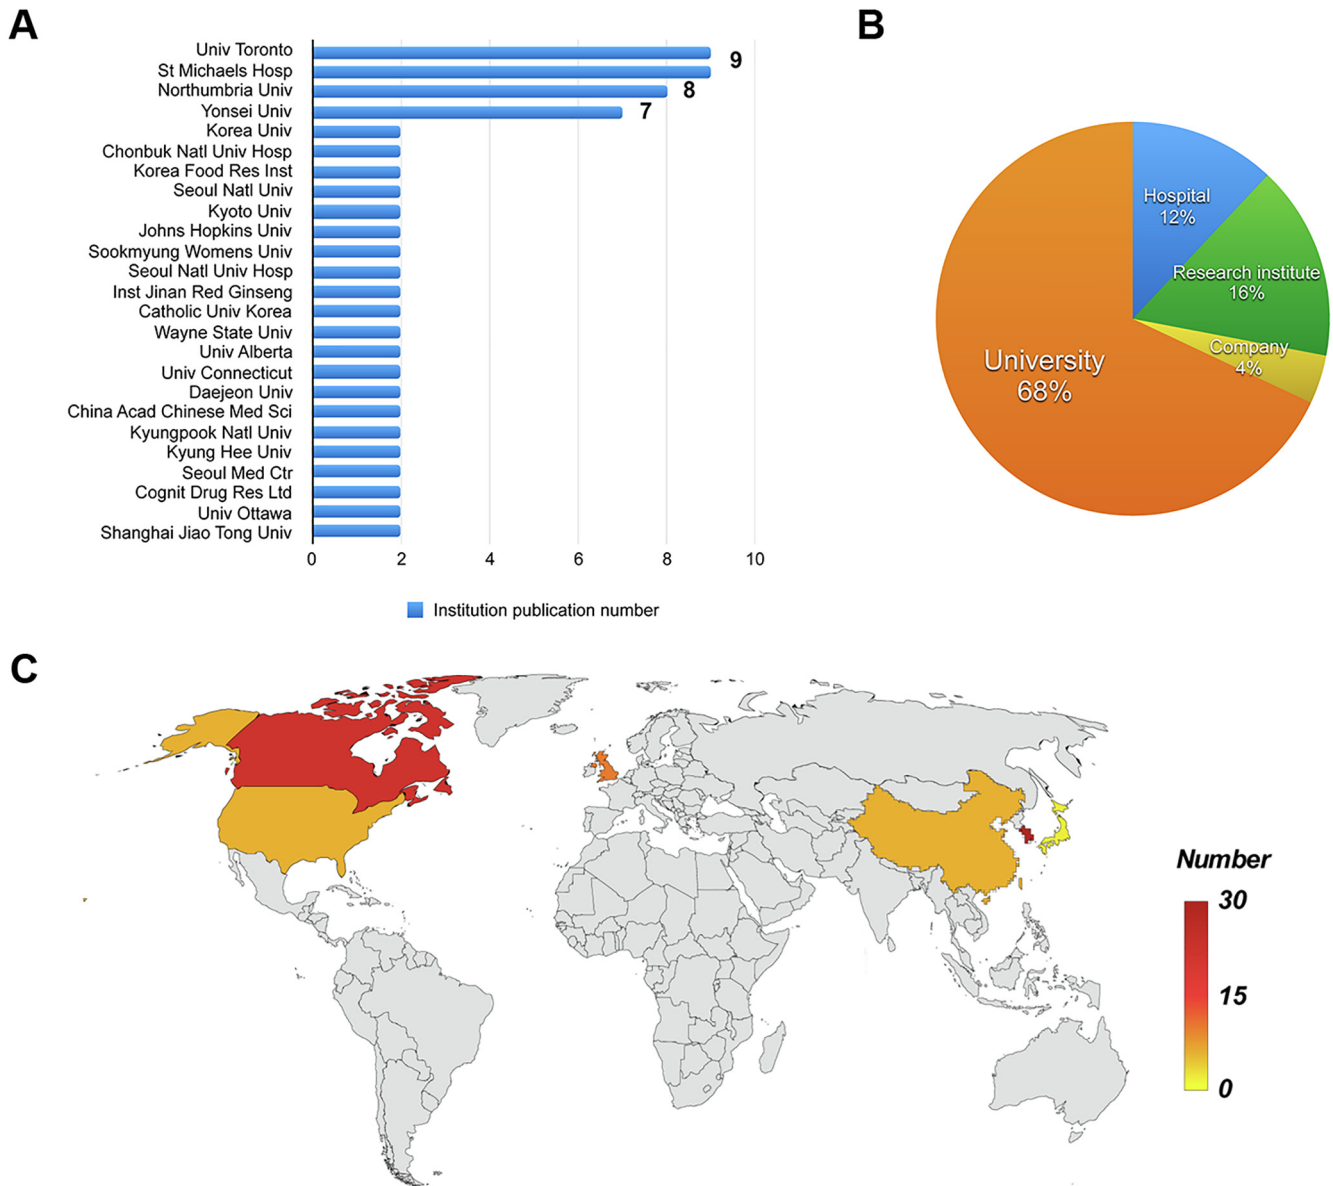 A
Univ Toronto
St Michaels Hosp
Northumbria Univ
Yonsei Univ
Korea Univ
Chonbuk Natl Univ Hosp
Korea Food Res Inst
Seoul Natl Univ
Kyoto Univ
Johns Hopkins Univ
Sookmyung Womens Univ
Seoul Natl Univ Hosp
Inst Jinan Red Ginseng
Catholic Univ Korea
Wayne State Univ
Univ Alberta
Univ Connecticut
Daejeon Univ
China Acad Chinese Med Sci
Kyungpook Natl Univ
Kyung Hee Univ
Seoul Med Ctr
Cognit Drug Res Ltd
Univ Ottawa
Shanghai Jiao Tong Univ
9
8
7
0 2 4 6 8 10
Institution publication number
B
Hospital
12%
Research institute
16%
Company
4%
University
68%
C
Number
30
15
0